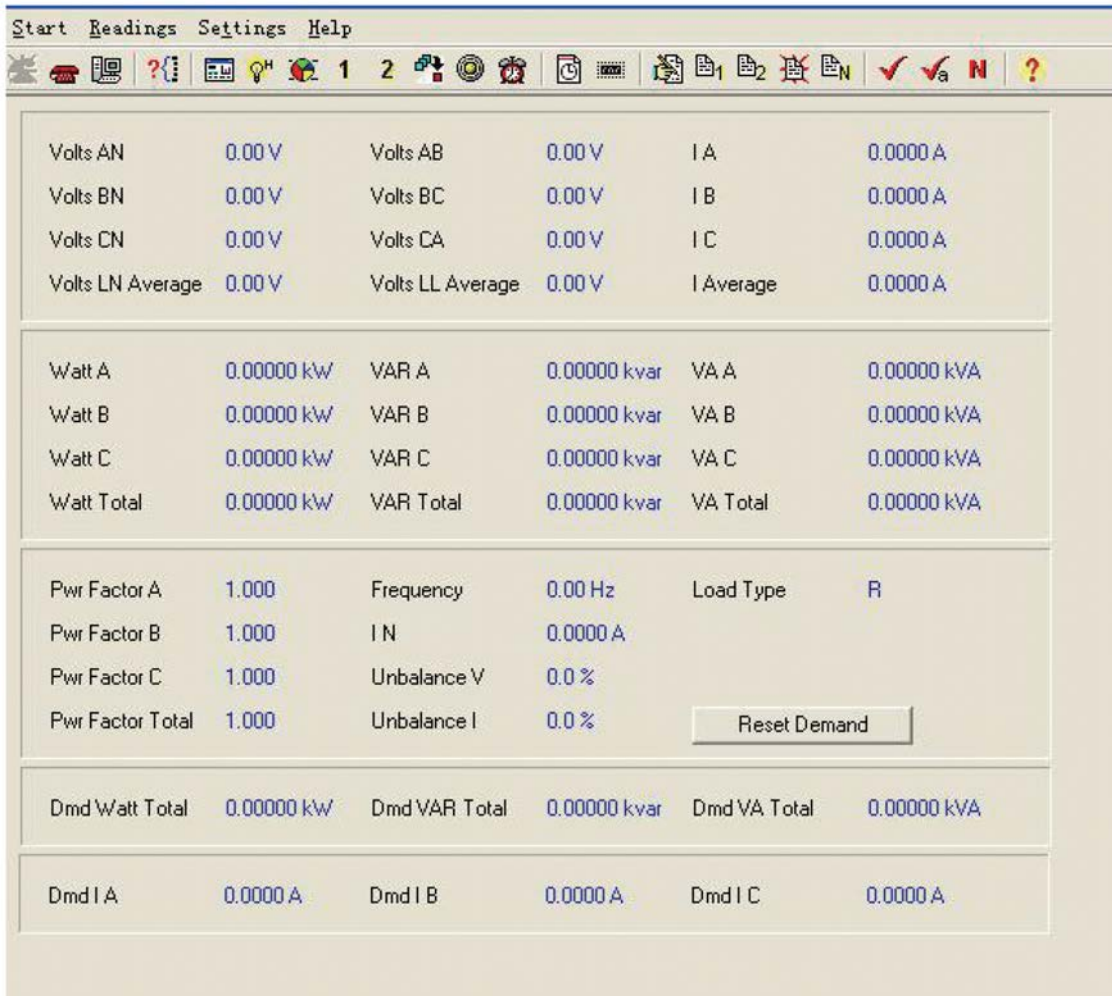 Start Readings Settings Help
?{} H 1 2 1 2 N a N ?
Volts AN 0.00 V Volts AB 0.00 V I A 0.0000 A
Volts BN 0.00 V Volts BC 0.00 V I B 0.0000 A
Volts CN 0.00 V Volts CA 0.00 V I C 0.0000 A
Volts LN Average 0.00 V Volts LL Average 0.00 V I Average 0.0000 A
Watt A 0.00000 kW VAR A 0.00000 kvar VA A 0.00000 kVA
Watt B 0.00000 kW VAR B 0.00000 kvar VA B 0.00000 kVA
Watt C 0.00000 kW VAR C 0.00000 kvar VA C 0.00000 kVA
Watt Total 0.00000 kW VAR Total 0.00000 kvar VA Total 0.00000 kVA
Pwr Factor A 1.000 Frequency 0.00 Hz Load Type R
Pwr Factor B 1.000 I N 0.0000 A
Pwr Factor C 1.000 Unbalance V 0.0 %
Pwr Factor Total 1.000 Unbalance I 0.0 % Reset Demand
Dmd Watt Total 0.00000 kW Dmd VAR Total 0.00000 kvar Dmd VA Total 0.00000 kVA
Dmd I A 0.0000 A Dmd I B 0.0000 A Dmd I C 0.0000 A